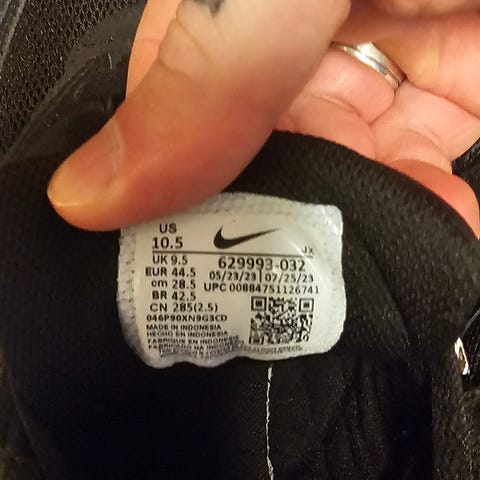 US
10.5
JX
UK 9.5
629993-032
EUR 44.5
05/23/23 07/25/23
cm 28.5
UPC 00884751126741
BR 42.5
CN 285(2.5)
046P90XN9G3CD
MADE IN INDONESIA
HECHO EN INDONESIA
FABRIQUE EN INDONESIE
FABRICADO NA INDONESIA